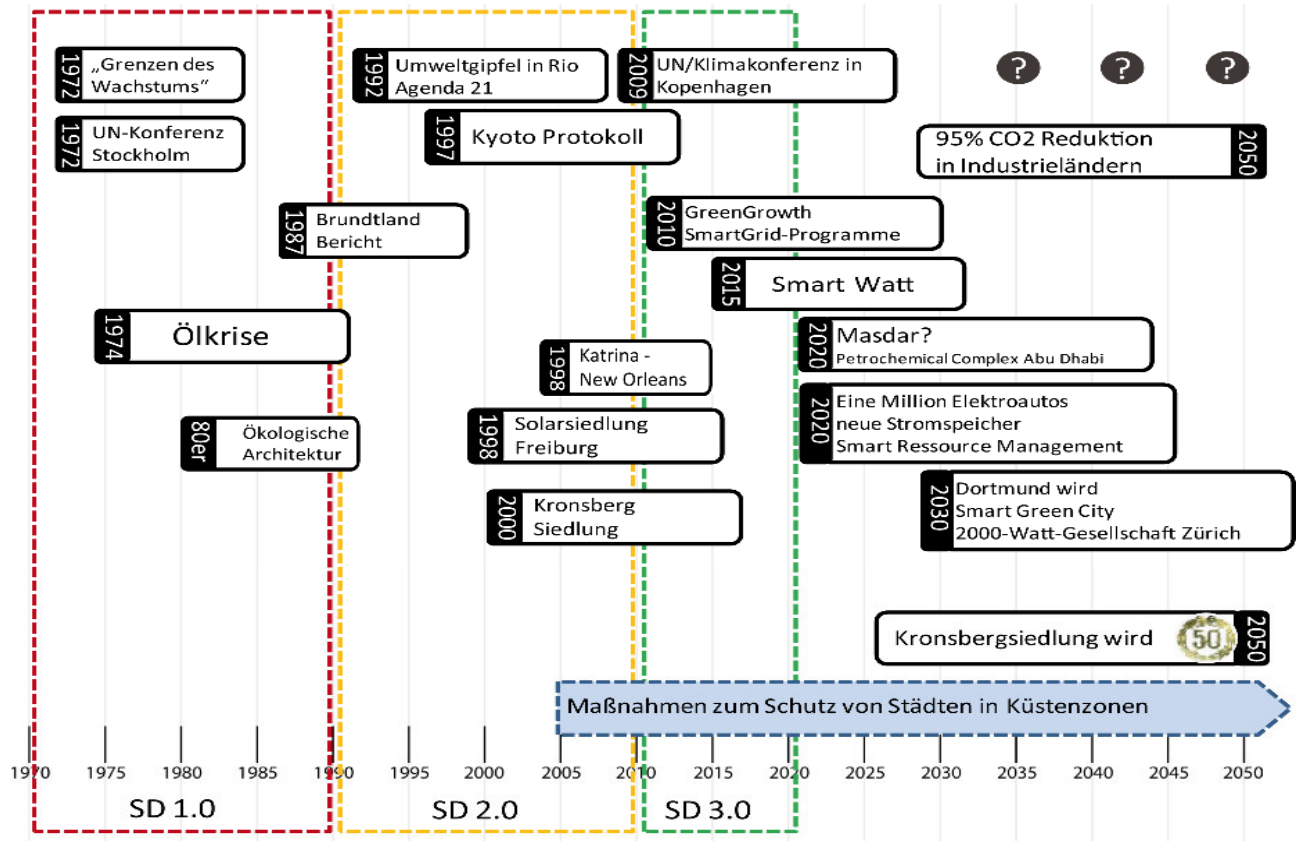 1972
„Grenzen des
Wachstums“
1972
UN-Konferenz
Stockholm
1987
Brundtland
Bericht
1974
Ölkrise
80er
Ökologische
Architektur
1992
Umweltgipfel in Rio
Agenda 21
1997
Kyoto Protokoll
1998
Katrina -
New Orleans
1998
Solarsiedlung
Freiburg
2000
Kronsberg
Siedlung
2009
UN/Klimakonferenz in
Kopenhagen
2010
GreenGrowth
SmartGrid-Programme
2015
Smart Watt
2020
Masdar?
Petrochemical Complex Abu Dhabi
2020
Eine Million Elektroautos
neue Stromspeicher
Smart Ressource Management
2030
Dortmund wird
Smart Green City
2000-Watt-Gesellschaft Zürich
? ? ?
95% CO2 Reduktion
in Industrieländern
2050
Kronsbergsiedlung wird 50
2050
Maßnahmen zum Schutz von Städten in Küstenzonen
1970 1975 1980 1985 1990 1995 2000 2005 2010 2015 2020 2025 2030 2035 2040 2045 2050
SD 1.0 SD 2.0 SD 3.0